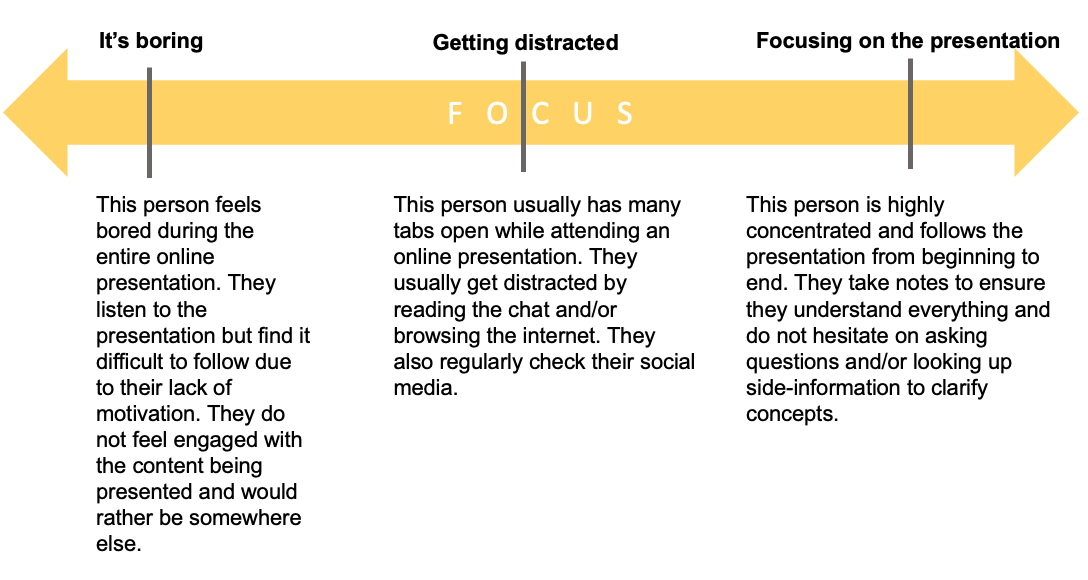 It’s boring
Getting distracted
Focusing on the presentation
F O C U S
This person feels
bored during the
entire online
presentation. They
listen to the
presentation but find it
difficult to follow due
to their lack of
motivation. They do
not feel engaged with
the content being
presented and would
rather be somewhere
else.
This person usually has many
tabs open while attending an
online presentation. They
usually get distracted by
reading the chat and/or
browsing the internet. They
also regularly check their social
media.
This person is highly
concentrated and follows the
presentation from beginning to
end. They take notes to ensure
they understand everything and
do not hesitate on asking
questions and/or looking up
side-information to clarify
concepts.